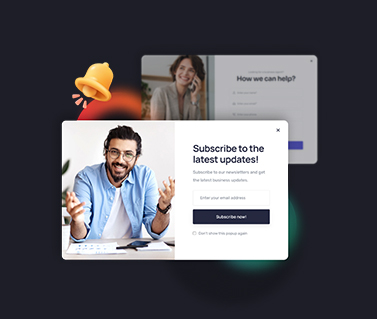 How can we help?
Subscribe to the
latest updates!
Subscribe to our newsletters and get
the latest business updates.
Enter your email address
Subscribe now!
Don't show this popup again